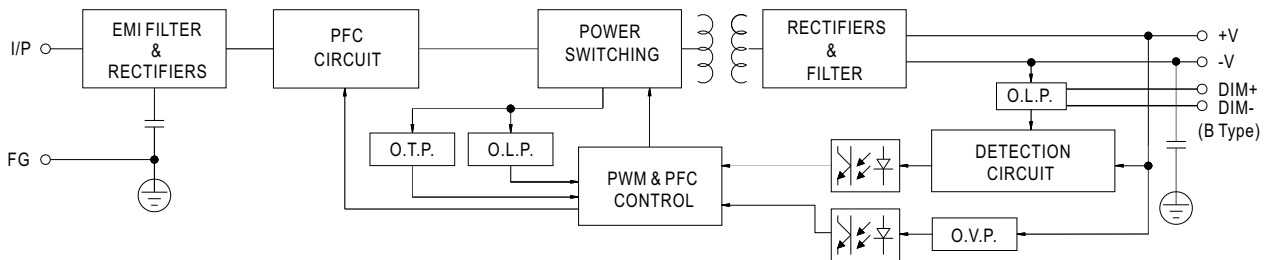 I/P
EMI FILTER
&
RECTIFIERS
PFC
CIRCUIT
POWER
SWITCHING
RECTIFIERS
&
FILTER
+V
-V
O.L.P.
DIM+
DIM-
(B Type)
FG
O.T.P.
O.L.P.
PWM & PFC
CONTROL
DETECTION
CIRCUIT
O.V.P.